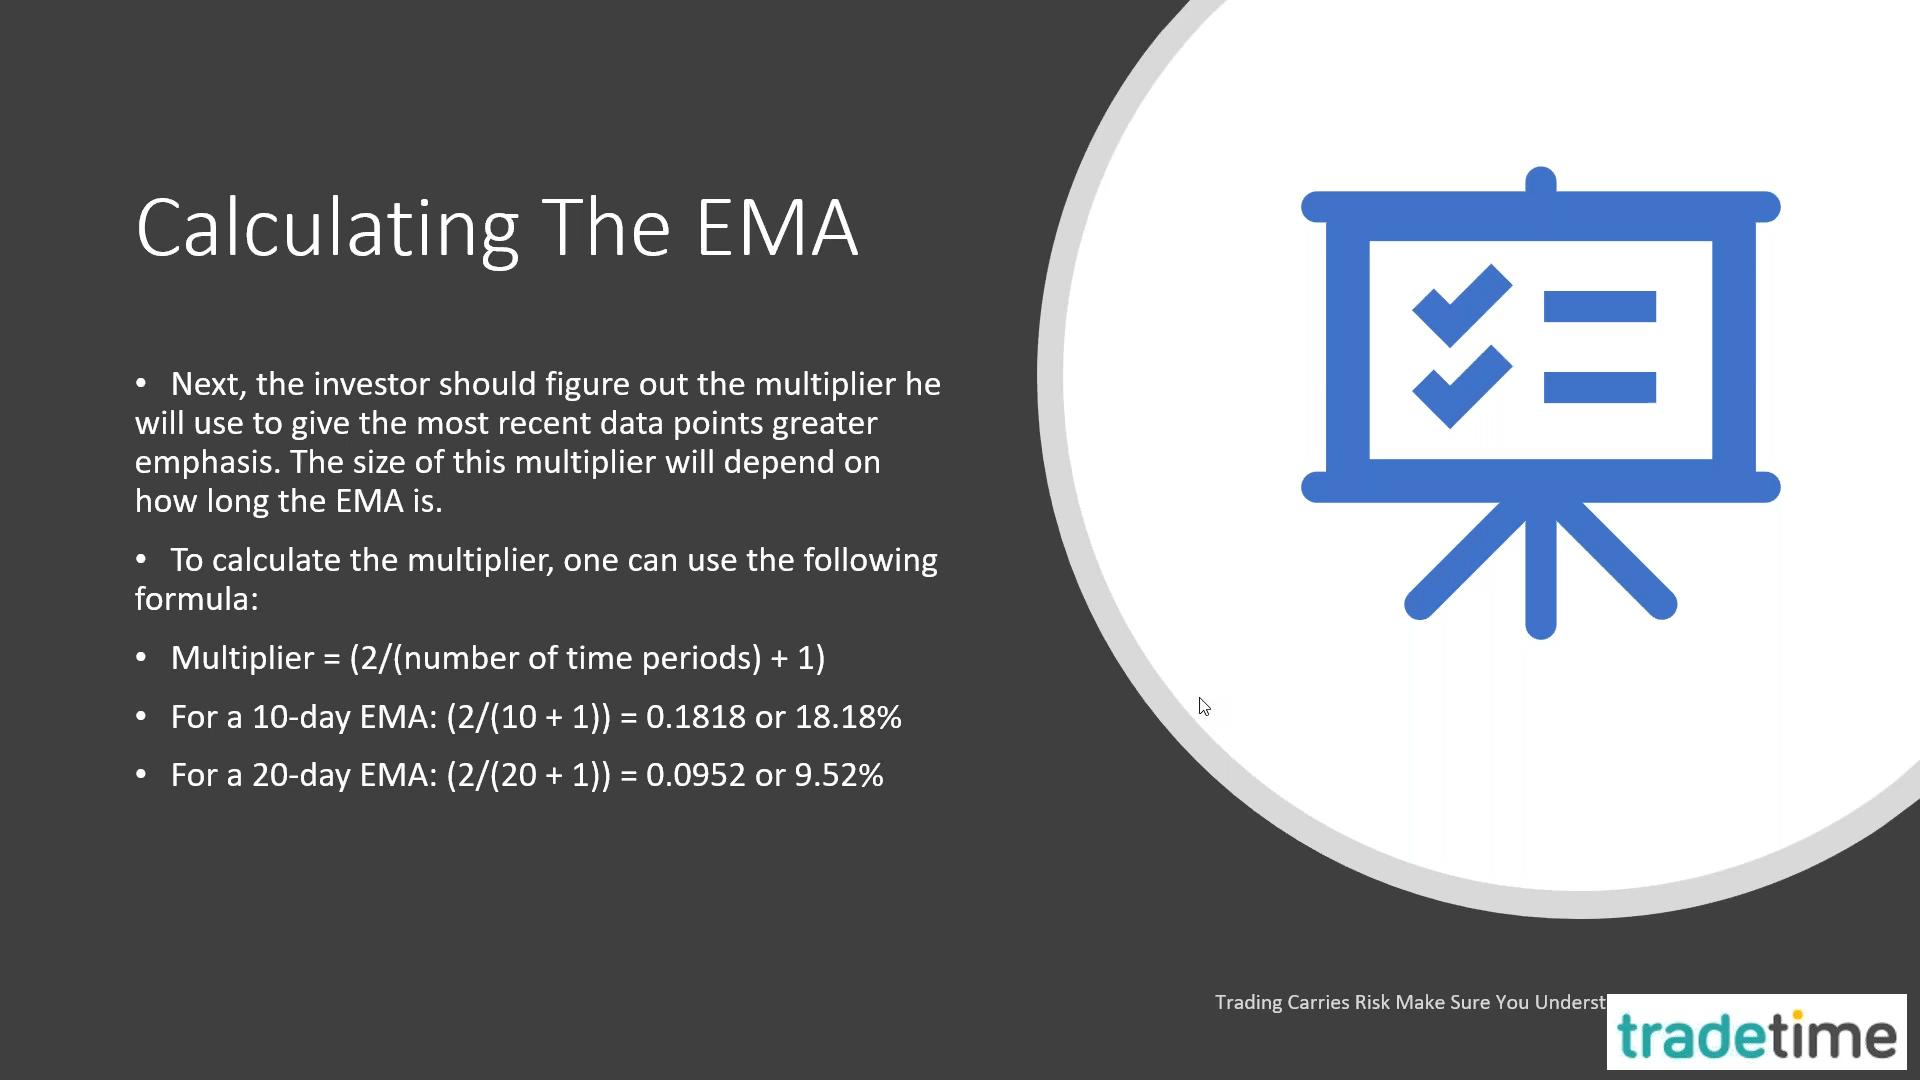 Calculating The EMA
• Next, the investor should figure out the multiplier he
will use to give the most recent data points greater
emphasis. The size of this multiplier will depend on
how long the EMA is.
• To calculate the multiplier, one can use the following
formula:
• Multiplier = (2/(number of time periods) + 1)
• For a 10-day EMA: (2/(10 + 1)) = 0.1818 or 18.18%
• For a 20-day EMA: (2/(20 + 1)) = 0.0952 or 9.52%
Trading Carries Risk Make Sure You Underst
tradetime